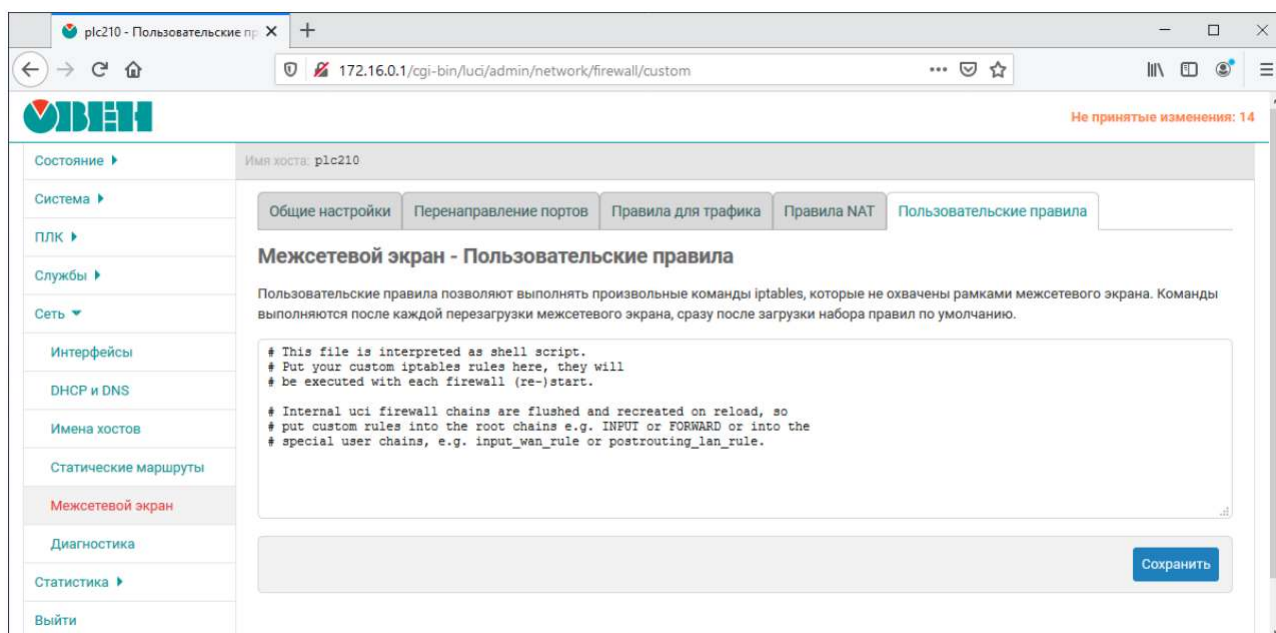 plc210 - Пользовательские пр
172.16.0.1/cgi-bin/luci/admin/network/firewall/custom
ОВЕН
Не принятые изменения: 14
Состояние
Система
ПЛК
Службы
Сеть
Интерфейсы
DHCP и DNS
Имена хостов
Статические маршруты
Межсетевой экран
Диагностика
Статистика
Выйти
Имя хоста: plc210
Общие настройки
Перенаправление портов
Правила для трафика
Правила NAT
Пользовательские правила
Межсетевой экран - Пользовательские правила
Пользовательские правила позволяют выполнять произвольные команды iptables, которые не охвачены рамками межсетевого экрана. Команды
выполняются после каждой перезагрузки межсетевого экрана, сразу после загрузки набора правил по умолчанию.
# This file is interpreted as shell script.
# Put your custom iptables rules here, they will
# be executed with each firewall (re-)start.
# Internal uci firewall chains are flushed and recreated on reload, so
# put custom rules into the root chains e.g. INPUT or FORWARD or into the
# special user chains, e.g. input_wan_rule or postrouting_lan_rule.
Сохранить